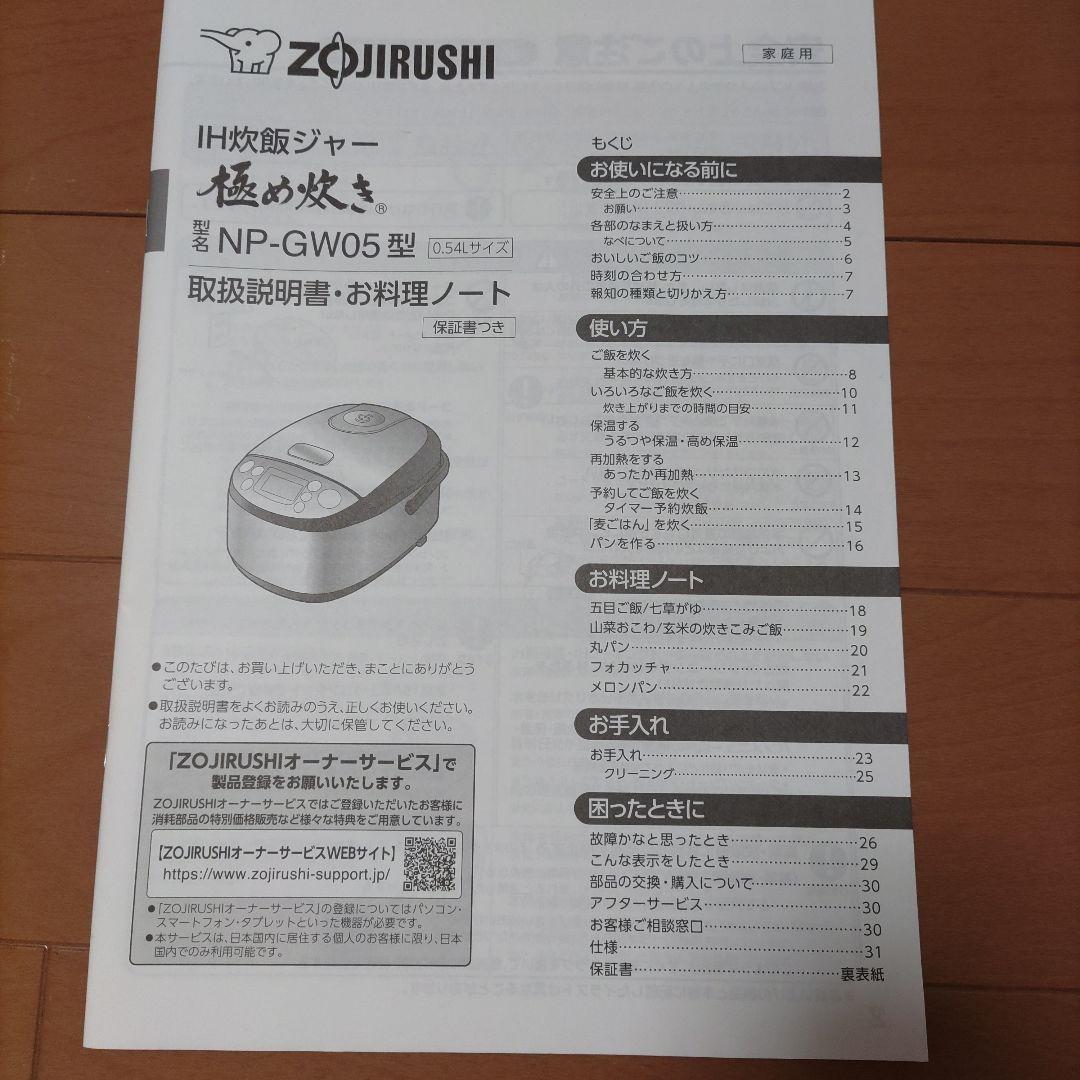 ZOJIRUSHI
家庭用
IH炊飯ジャー
極め炊き®
型名 NP-GW05型 0.54Lサイズ
取扱説明書・お料理ノート
保証書つき
●このたびは、お買い上げいただき、まことにありがとう
ございます。
●取扱説明書をよくお読みのうえ、正しくお使いください。
お読みになったあとは、大切に保管してください。
「ZOJIRUSHIオーナーサービス」で
製品登録をお願いいたします。
ZOJIRUSHIオーナーサービスではご登録いただいたお客様に
消耗部品の特別価格販売など様々な特典をご用意しています。
【ZOJIRUSHIオーナーサービスWEBサイト】
https://www.zojirushi-support.jp/
●「ZOJIRUSHIオーナーサービス」の登録についてはパソコン・
スマートフォン・タブレットといった機器が必要です。
●本サービスは、日本国内に居住する個人のお客様に限り、日本
国内でのみ利用可能です。
もくじ
お使いになる前に
安全上のご注意…………………2
お願い…………………3
各部のなまえと扱い方…………………4
なべについて…………………5
おいしいご飯のコツ…………………6
時刻の合わせ方…………………7
報知の種類と切りかえ方…………………7
使い方
ご飯を炊く
基本的な炊き方…………………8
いろいろなご飯を炊く…………………10
炊き上がりまでの時間の目安…………………11
保温する
うるつや保温・高め保温…………………12
再加熱をする
あったか再加熱…………………13
予約してご飯を炊く
タイマー予約炊飯…………………14
「麦ごはん」を炊く…………………15
パンを作る…………………16
お料理ノート
五目ご飯/七草がゆ…………………18
山菜おこわ/玄米の炊きこみご飯…………………19
丸パン…………………20
フォカッチャ…………………21
メロンパン…………………22
お手入れ
お手入れ…………………23
クリーニング…………………25
困ったときに
故障かなと思ったとき…………………26
こんな表示をしたとき…………………29
部品の交換・購入について…………………30
アフターサービス…………………30
お客様ご相談窓口…………………30
仕様…………………31
保証書…………………裏表紙